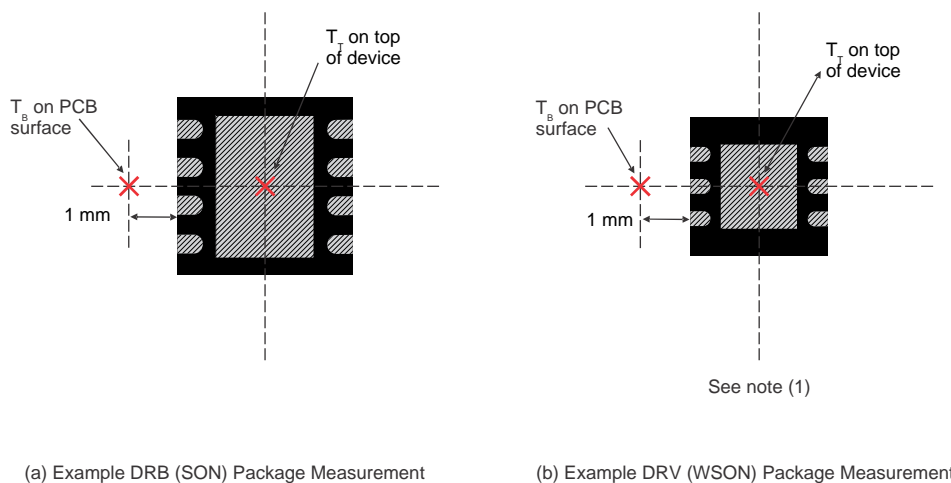 T_T on top
of device
T_B on PCB
surface
1 mm
(a) Example DRB (SON) Package Measurement
T_T on top
of device
T_B on PCB
surface
1 mm
See note (1)
(b) Example DRV (WSON) Package Measurement